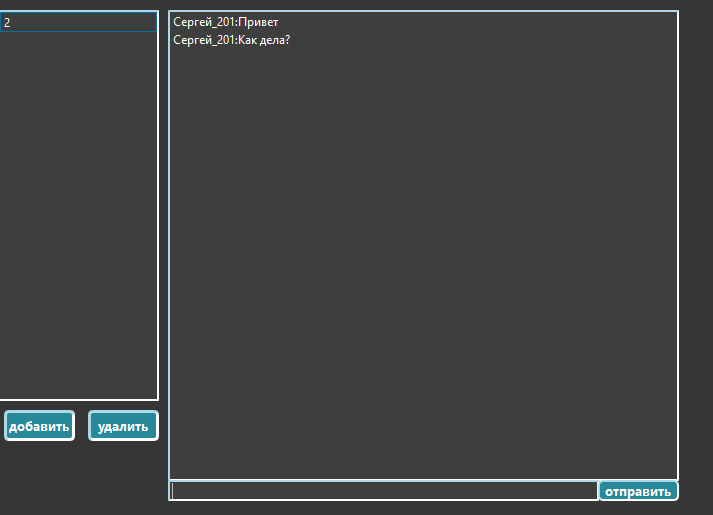 2
Сергей_201:Привет
Сергей_201:Как дела?
добавить
удалить
отправить